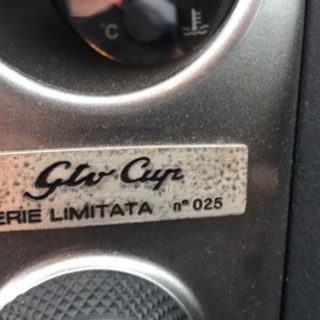 °C
Gtv Cup
ERIE LIMITATA nº 025